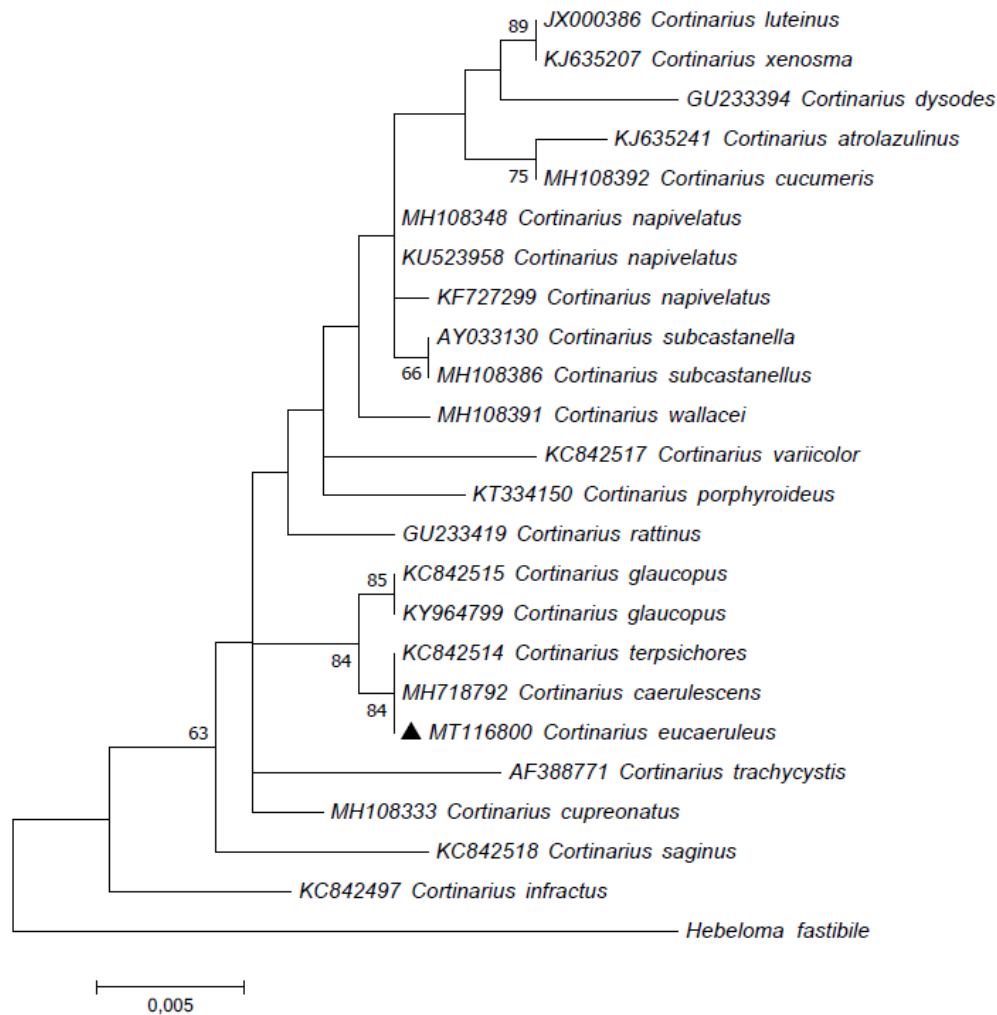 JX000386 Cortinarius luteinus
89
KJ635207 Cortinarius xenosma
GU233394 Cortinarius dysodes
KJ635241 Cortinarius atrolazulinus
75
MH108392 Cortinarius cucumeris
MH108348 Cortinarius napivelatus
KU523958 Cortinarius napivelatus
KF727299 Cortinarius napivelatus
AY033130 Cortinarius subcastanella
66
MH108386 Cortinarius subcastanellus
MH108391 Cortinarius wallacei
KC842517 Cortinarius variicolor
KT334150 Cortinarius porphyroideus
GU233419 Cortinarius rattinus
KC842515 Cortinarius glaucopus
85
KY964799 Cortinarius glaucopus
84
KC842514 Cortinarius terpsichores
MH718792 Cortinarius caerulescens
84
MT116800 Cortinarius eucaeruleus
63
AF388771 Cortinarius trachycystis
MH108333 Cortinarius cupreonatus
KC842518 Cortinarius saginus
KC842497 Cortinarius infractus
Hebeloma fastibile
0,005